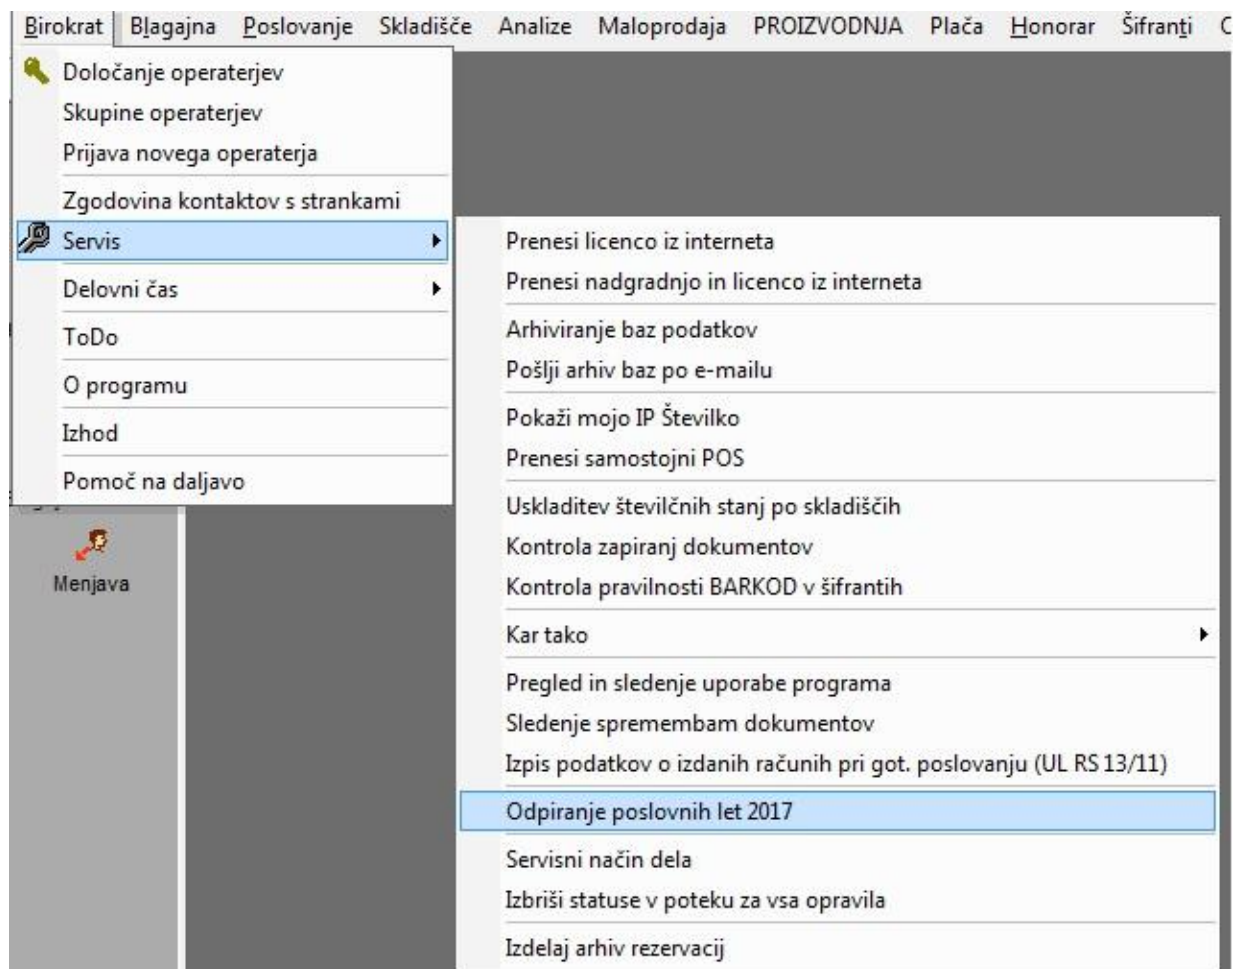 Birokrat Blagajna Poslovanje Skladišče Analize Maloprodaja PROIZVODNJA Plača Honorar Šifranti
Določanje operaterjev
Skupine operaterjev
Prijava novega operaterja
Zgodovina kontaktov s strankami
Servis
Delovni čas
ToDo
O programu
Izhod
Pomoč na daljavo
Menjava
Prenesi licenco iz interneta
Prenesi nadgradnjo in licenco iz interneta
Arhiviranje baz podatkov
Pošlji arhiv baz po e-mailu
Pokaži mojo IP Številko
Prenesi samostojni POS
Uskladitev številčnih stanj po skladiščih
Kontrola zapiranj dokumentov
Kontrola pravilnosti BARKOD v šifrantih
Kar tako
Pregled in sledenje uporabe programa
Sledenje spremembam dokumentov
Izpis podatkov o izdanih računih pri got. poslovanju (UL RS 13/11)
Odpiranje poslovnih let 2017
Servisni način dela
Izbriši statuse v poteku za vsa opravila
Izdelaj arhiv rezervacij